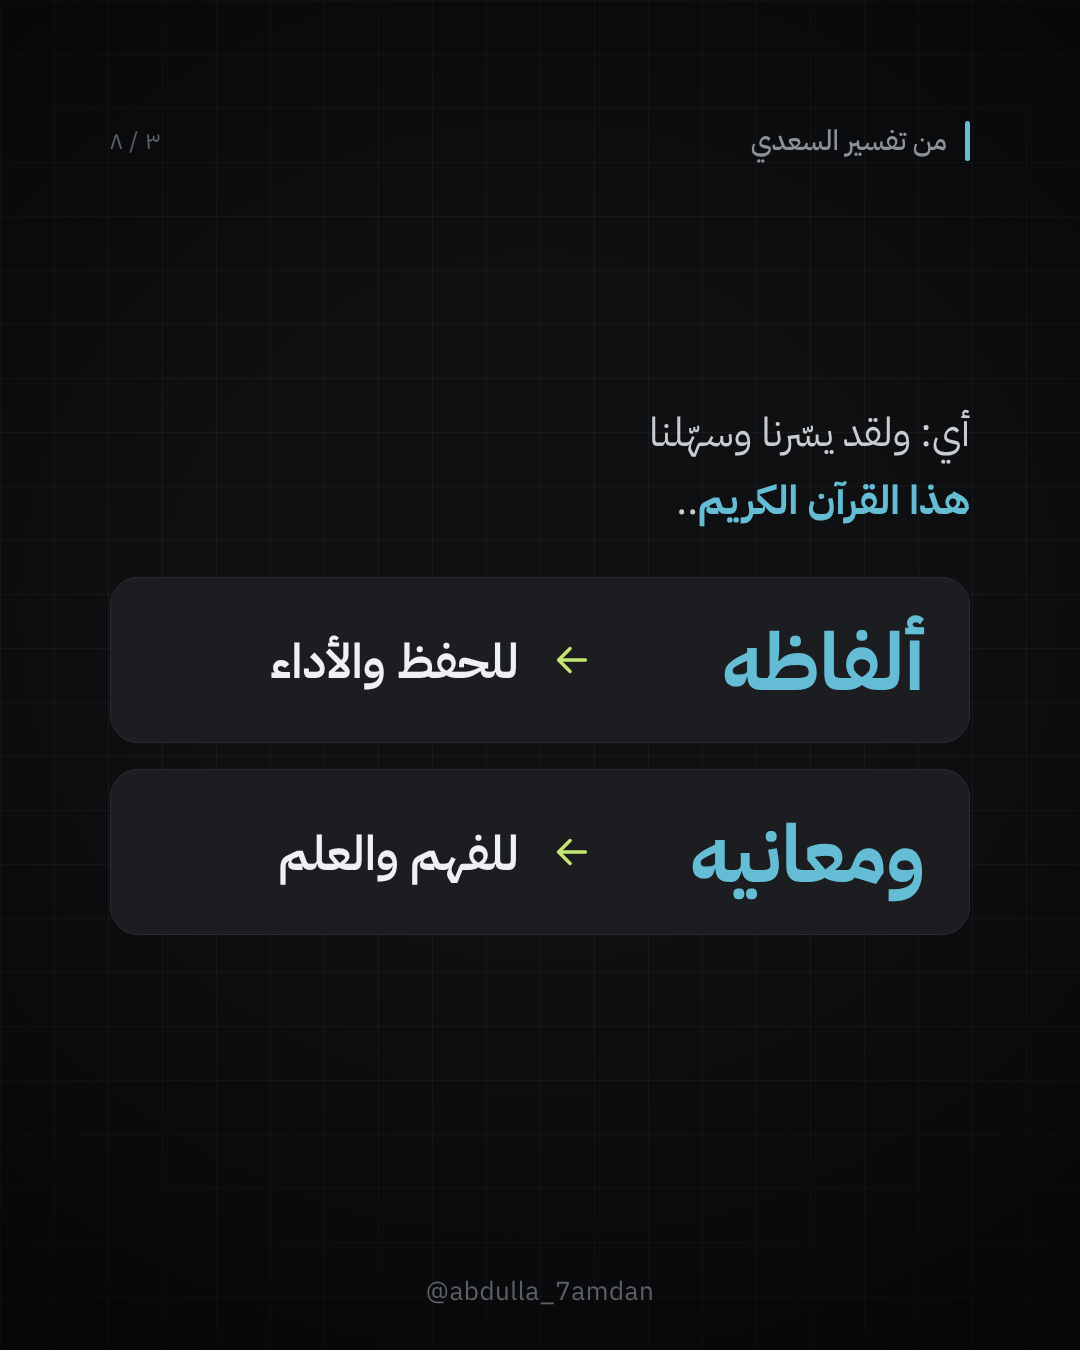 من تفسير السعدي
٣ / ٨
أي: ولقد يسّرنا وسهّلنا
هذا القرآن الكريم..
ألفاظه ← للحفظ والأداء
ومعانيه ← للفهم والعلم
@abdulla_7amdan